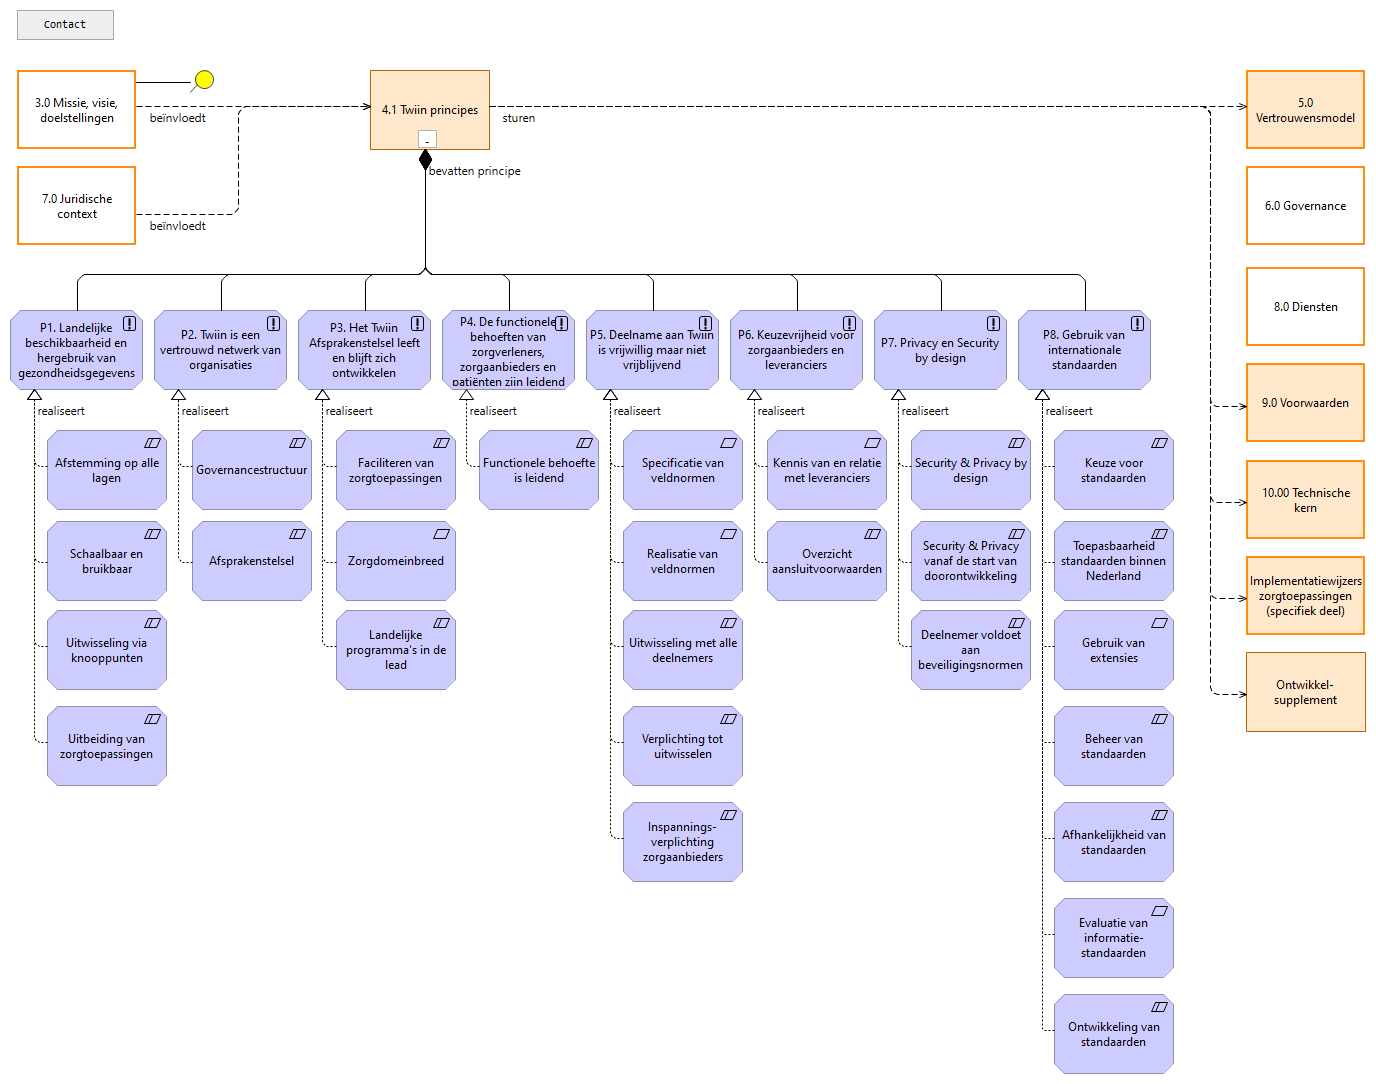 Contact
3.0 Missie, visie,
doelstellingen
beïnvloedt
7.0 Juridische
context
beïnvloedt
4.1 Twiin principes
-
bevatten principe
sturen
5.0
Vertrouwensmodel
6.0 Governance
8.0 Diensten
9.0 Voorwaarden
10.00 Technische
kern
Implementatiewijzers
zorgtoepassingen
(specifiek deel)
Ontwikkel-
supplement
P1. Landelijke
beschikbaarheid en
hergebruik van
gezondheidsgegevens
realiseert
Afstemming op alle
lagen
Schaalbaar en
bruikbaar
Uitwisseling via
knooppunten
Uitbeiding van
zorgtoepassingen
P2. Twiin is een
vertrouwd netwerk van
organisaties
realiseert
Governancestructuur
Afsprakenstelsel
P3. Het Twiin
Afsprakenstelsel leeft
en blijft zich
ontwikkelen
realiseert
Faciliteren van
zorgtoepassingen
Zorgdomeinbreed
Landelijke
programma's in de
lead
P4. De functionele
behoeften van
zorgverleners,
zorgaanbieders en
patiënten zijn leidend
realiseert
Functionele behoefte
is leidend
P5. Deelname aan Twiin
is vrijwillig maar niet
vrijblijvend
realiseert
Specificatie van
veldnormen
Realisatie van
veldnormen
Uitwisseling met alle
deelnemers
Verplichting tot
uitwisselen
Inspannings-
verplichting
zorgaanbieders
P6. Keuzevrijheid voor
zorgaanbieders en
leveranciers
realiseert
Kennis van en relatie
met leveranciers
Overzicht
aansluitvoorwaarden
P7. Privacy en Security
by design
realiseert
Security & Privacy by
design
Security & Privacy
vanaf de start van
doorontwikkeling
Deelnemer voldoet
aan
beveiligingsnormen
P8. Gebruik van
internationale
standaarden
realiseert
Keuze voor
standaarden
Toepasbaarheid
standaarden binnen
Nederland
Gebruik van
extensies
Beheer van
standaarden
Afhankelijkheid van
standaarden
Evaluatie van
informatie-
standaarden
Ontwikkeling van
standaarden